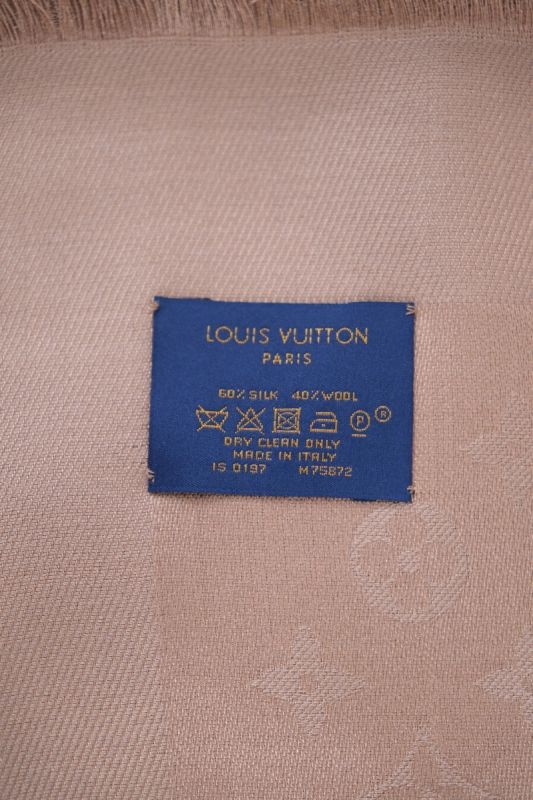 LOUIS VUITTON
PARIS
60% SILK 40% WOOL
P ®
DRY CLEAN ONLY
MADE IN ITALY
IS 0197 M75872